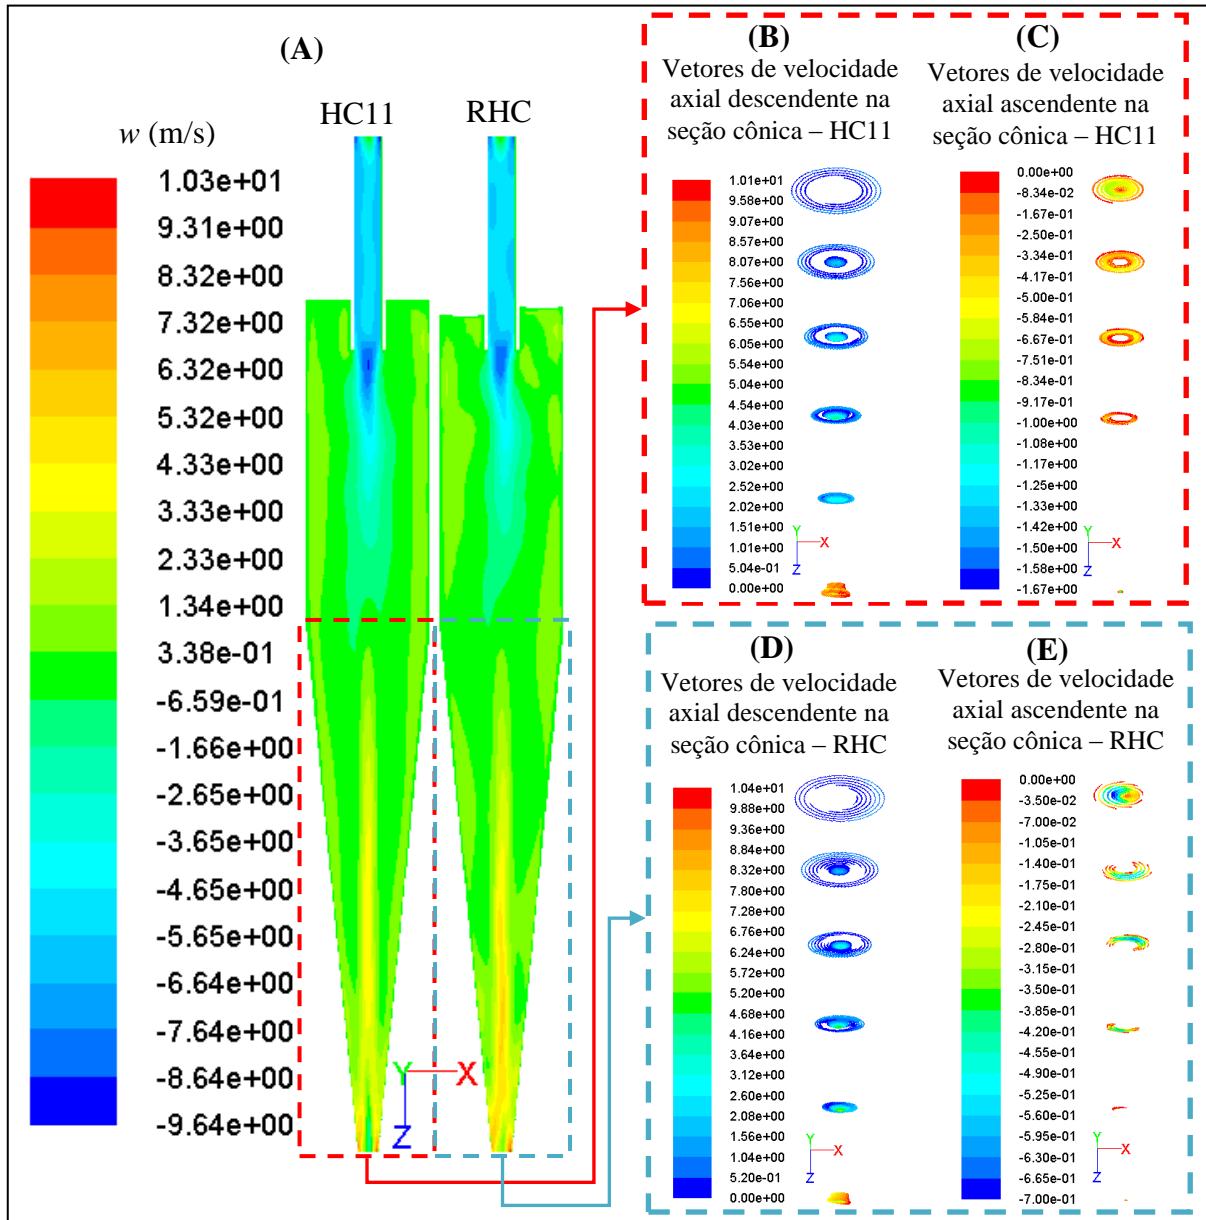 (A)
HC11
RHC
w (m/s)
1.03e+01
9.31e+00
8.32e+00
7.32e+00
6.32e+00
5.32e+00
4.33e+00
3.33e+00
2.33e+00
1.34e+00
3.38e-01
-6.59e-01
-1.66e+00
-2.65e+00
-3.65e+00
-4.65e+00
-5.65e+00
-6.64e+00
-7.64e+00
-8.64e+00
-9.64e+00
Y
X
Z
(B)
Vetores de velocidade
axial descendente na
seção cônica – HC11
1.01e+01
9.58e+00
9.07e+00
8.57e+00
8.07e+00
7.56e+00
7.06e+00
6.55e+00
6.05e+00
5.54e+00
5.04e+00
4.54e+00
4.03e+00
3.53e+00
3.02e+00
2.52e+00
2.02e+00
1.51e+00
1.01e+00
5.04e-01
0.00e+00
Y
X
Z
(C)
Vetores de velocidade
axial ascendente na
seção cônica – HC11
0.00e+00
-8.34e-02
-1.67e-01
-2.50e-01
-3.34e-01
-4.17e-01
-5.00e-01
-5.84e-01
-6.67e-01
-7.51e-01
-8.34e-01
-9.17e-01
-1.00e+00
-1.08e+00
-1.17e+00
-1.25e+00
-1.33e+00
-1.42e+00
-1.50e+00
-1.58e+00
-1.67e+00
Y
X
Z
(D)
Vetores de velocidade
axial descendente na
seção cônica – RHC
1.04e+01
9.88e+00
9.36e+00
8.84e+00
8.32e+00
7.80e+00
7.28e+00
6.76e+00
6.24e+00
5.72e+00
5.20e+00
4.68e+00
4.16e+00
3.64e+00
3.12e+00
2.60e+00
2.08e+00
1.56e+00
1.04e+00
5.20e-01
0.00e+00
Y
X
Z
(E)
Vetores de velocidade
axial ascendente na
seção cônica – RHC
0.00e+00
-3.50e-02
-7.00e-02
-1.05e-01
-1.40e-01
-1.75e-01
-2.10e-01
-2.45e-01
-2.80e-01
-3.15e-01
-3.50e-01
-3.85e-01
-4.20e-01
-4.55e-01
-4.90e-01
-5.25e-01
-5.60e-01
-5.95e-01
-6.30e-01
-6.65e-01
-7.00e-01
Y
X
Z